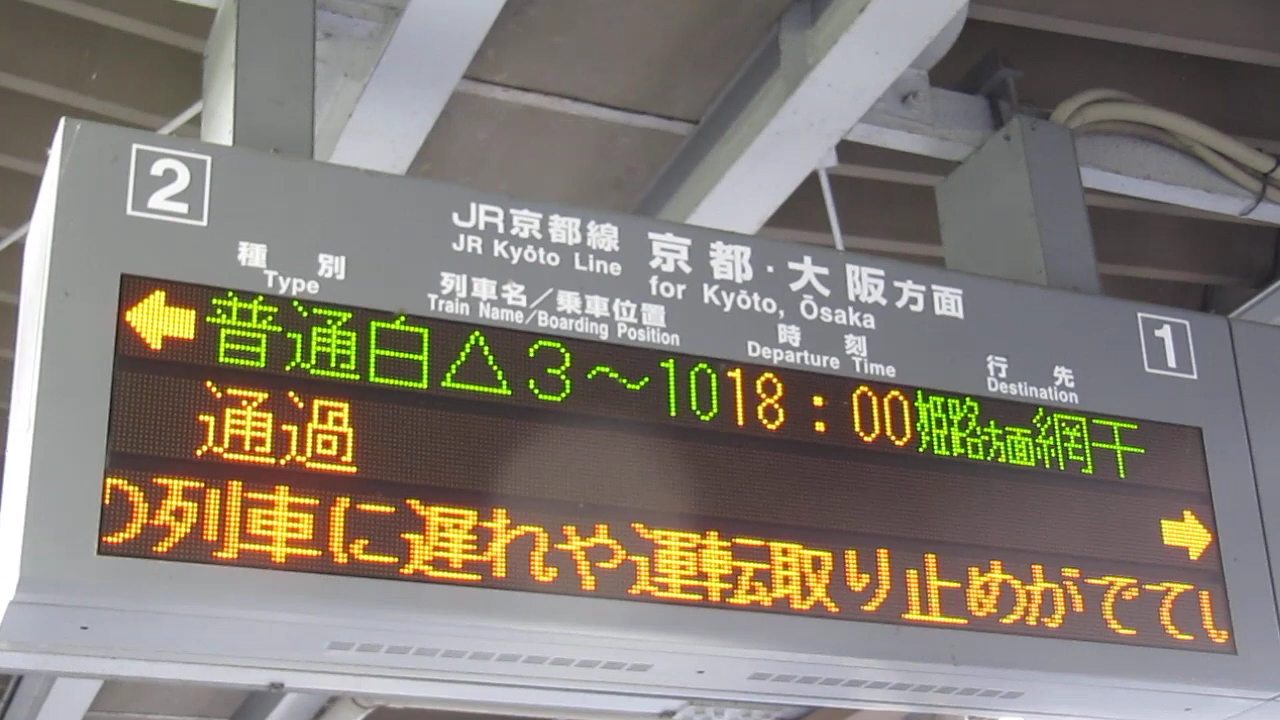 2
JR京都線 京都・大阪方面
JR Kyōto Line for Kyōto, Ōsaka
1
種別 列車名／乗車位置 時刻 行先
Type Train Name/Boarding Position Departure Time Destination
普通白△3～10 18:00 姫路方面網干
通過
の列車に遅れや運転取り止めがでてい